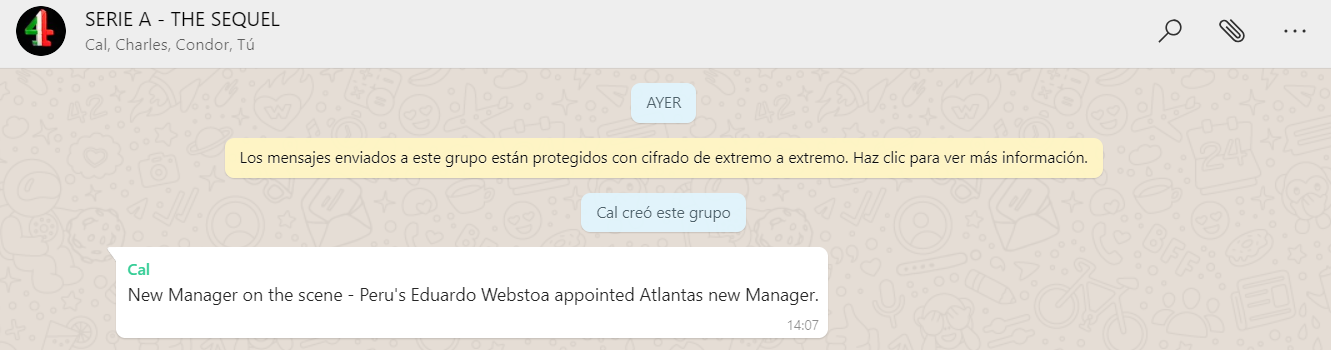 SERIE A - THE SEQUEL
Cal, Charles, Condor, Tú
AYER
Los mensajes enviados a este grupo están protegidos con cifrado de extremo a extremo. Haz clic para ver más información.
Cal creó este grupo
Cal
New Manager on the scene - Peru's Eduardo Webstoa appointed Atlantas new Manager.
14:07